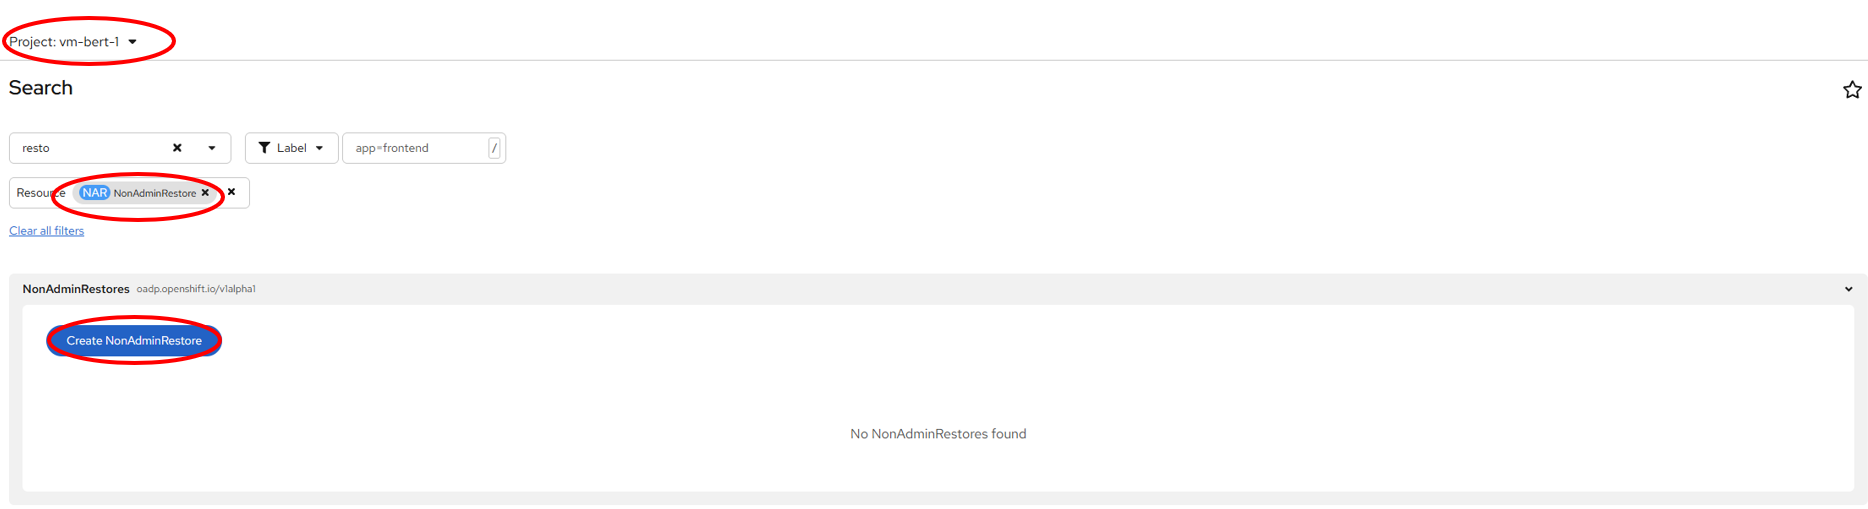 Project: vm-bert-1
Search
resto Label app=frontend /
Resource NAR NonAdminRestore
Clear all filters
NonAdminRestores oadp.openshift.io/v1alpha1
Create NonAdminRestore
No NonAdminRestores found